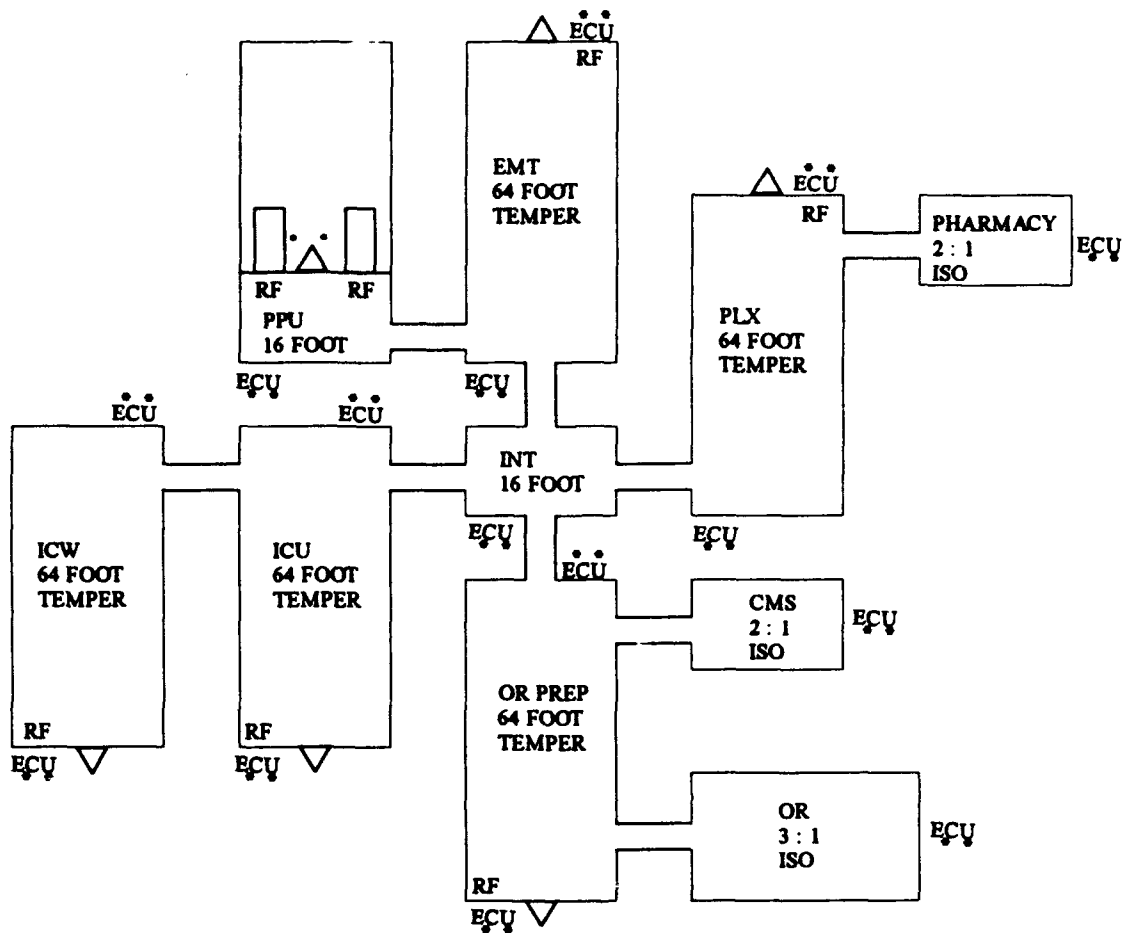 ECU
RF
EMT
64 FOOT
TEMPER
ECU
RF
PHARMACY
2 : 1
ISO
ECU
RF
RF
PPU
16 FOOT
PLX
64 FOOT
TEMPER
ECU
ECU
ECU
ECU
INT
16 FOOT
ECU
ECU
ECU
ICW
64 FOOT
TEMPER
ICU
64 FOOT
TEMPER
CMS
2 : 1
ISO
ECU
OR PREP
64 FOOT
TEMPER
RF
ECU
RF
ECU
OR
3 : 1
ISO
ECU
RF
ECU